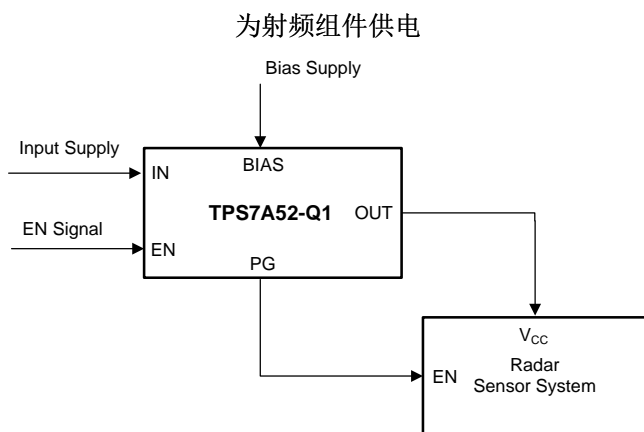 为射频组件供电
Bias Supply
Input Supply
IN
BIAS
TPS7A52-Q1
OUT
EN Signal
EN
PG
V_CC
EN
Radar
Sensor System